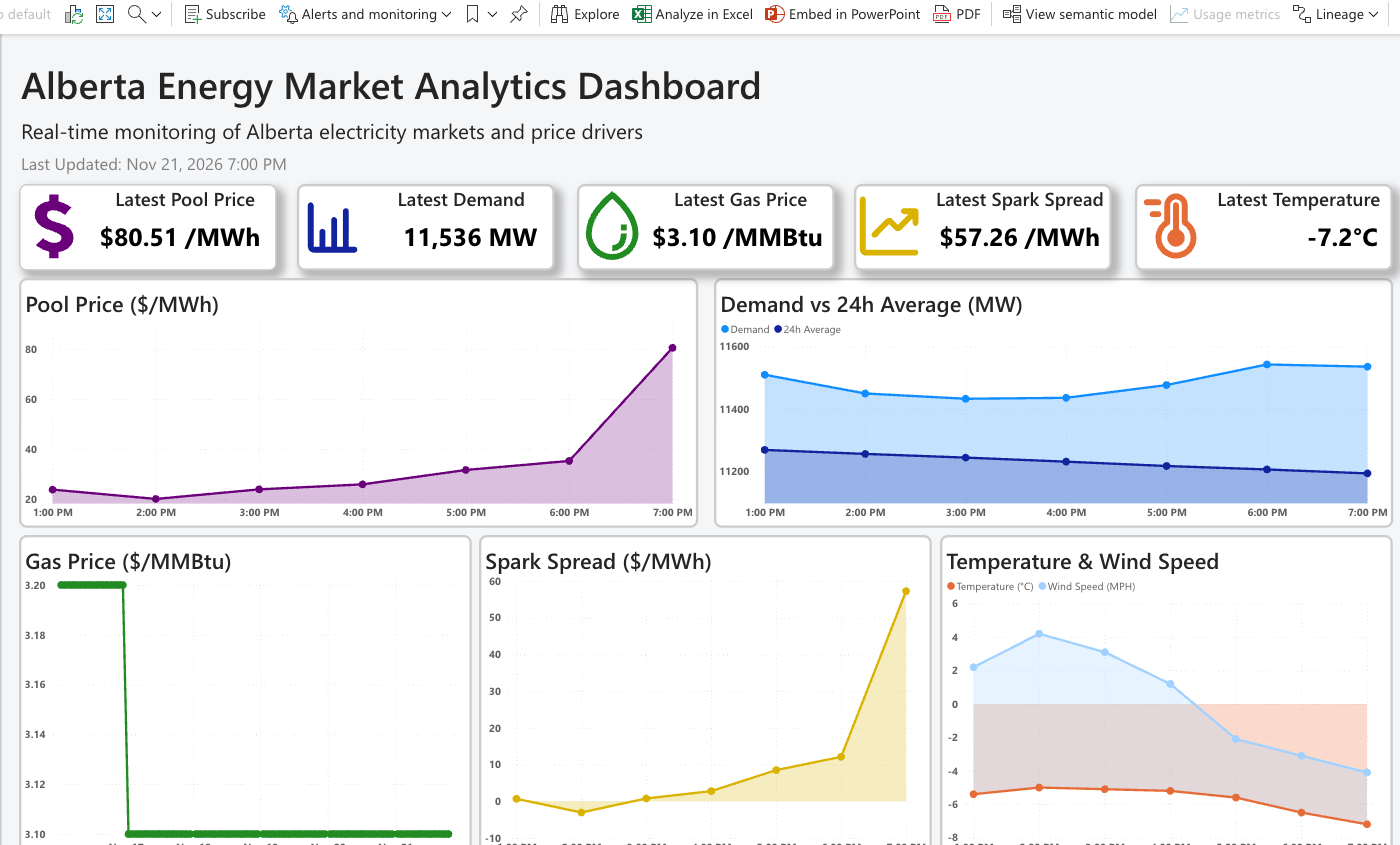 default Subscribe Alerts and monitoring Explore Analyze in Excel Embed in PowerPoint PDF View semantic model Usage metrics Lineage
Alberta Energy Market Analytics Dashboard
Real-time monitoring of Alberta electricity markets and price drivers
Last Updated: Nov 21, 2026 7:00 PM
Latest Pool Price
$80.51 /MWh
Latest Demand
11,536 MW
Latest Gas Price
$3.10 /MMBtu
Latest Spark Spread
$57.26 /MWh
Latest Temperature
-7.2°C
Pool Price ($/MWh)
80
60
40
20
1:00 PM 2:00 PM 3:00 PM 4:00 PM 5:00 PM 6:00 PM 7:00 PM
Demand vs 24h Average (MW)
Demand 24h Average
11600
11400
11200
1:00 PM 2:00 PM 3:00 PM 4:00 PM 5:00 PM 6:00 PM 7:00 PM
Gas Price ($/MMBtu)
3.20
3.18
3.16
3.14
3.12
3.10
Spark Spread ($/MWh)
60
50
40
30
20
10
0
-10
Temperature & Wind Speed
Temperature (°C) Wind Speed (MPH)
6
4
2
0
-2
-4
-6
-8